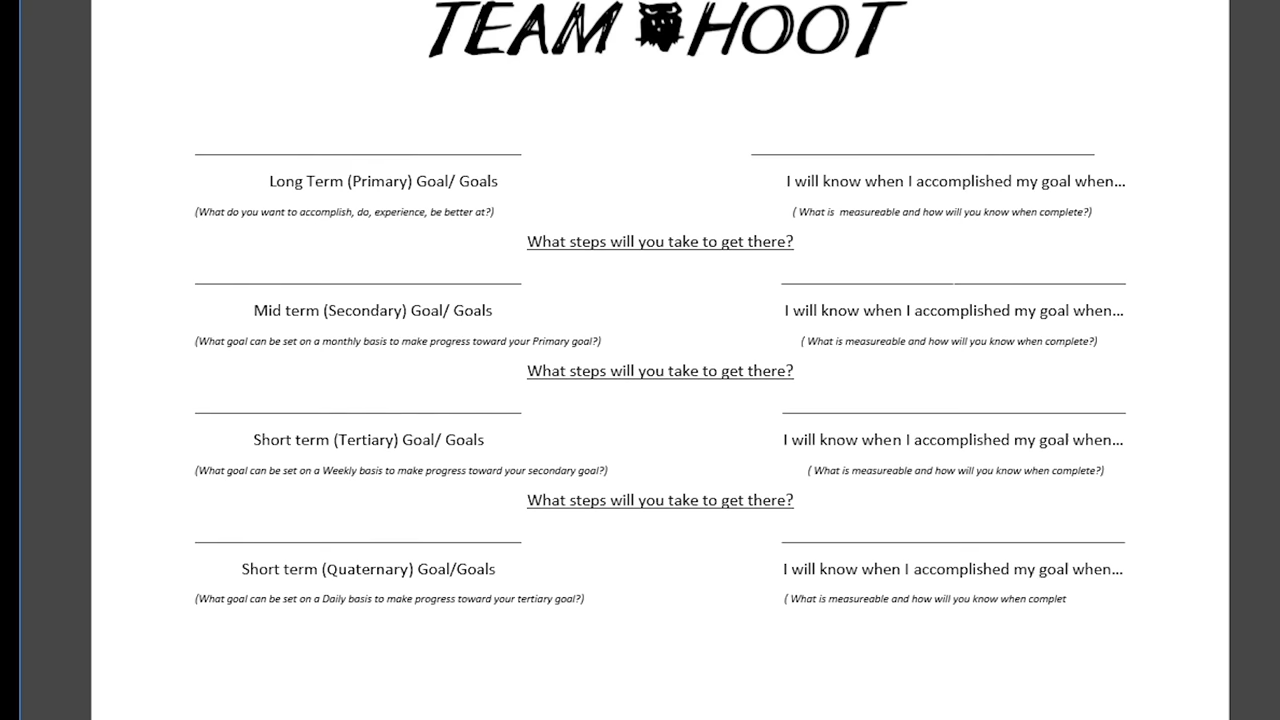 TEAM HOOT
Long Term (Primary) Goal/ Goals
I will know when I accomplished my goal when...
(What do you want to accomplish, do, experience, be better at?)
( What is  measureable and how will you know when complete?)
What steps will you take to get there?
Mid term (Secondary) Goal/ Goals
I will know when I accomplished my goal when...
(What goal can be set on a monthly basis to make progress toward your Primary goal?)
( What is measureable and how will you know when complete?)
What steps will you take to get there?
Short term (Tertiary) Goal/ Goals
I will know when I accomplished my goal when...
(What goal can be set on a Weekly basis to make progress toward your secondary goal?)
( What is measureable and how will you know when complete?)
What steps will you take to get there?
Short term (Quaternary) Goal/Goals
I will know when I accomplished my goal when...
(What goal can be set on a Daily basis to make progress toward your tertiary goal?)
( What is measureable and how will you know when complet